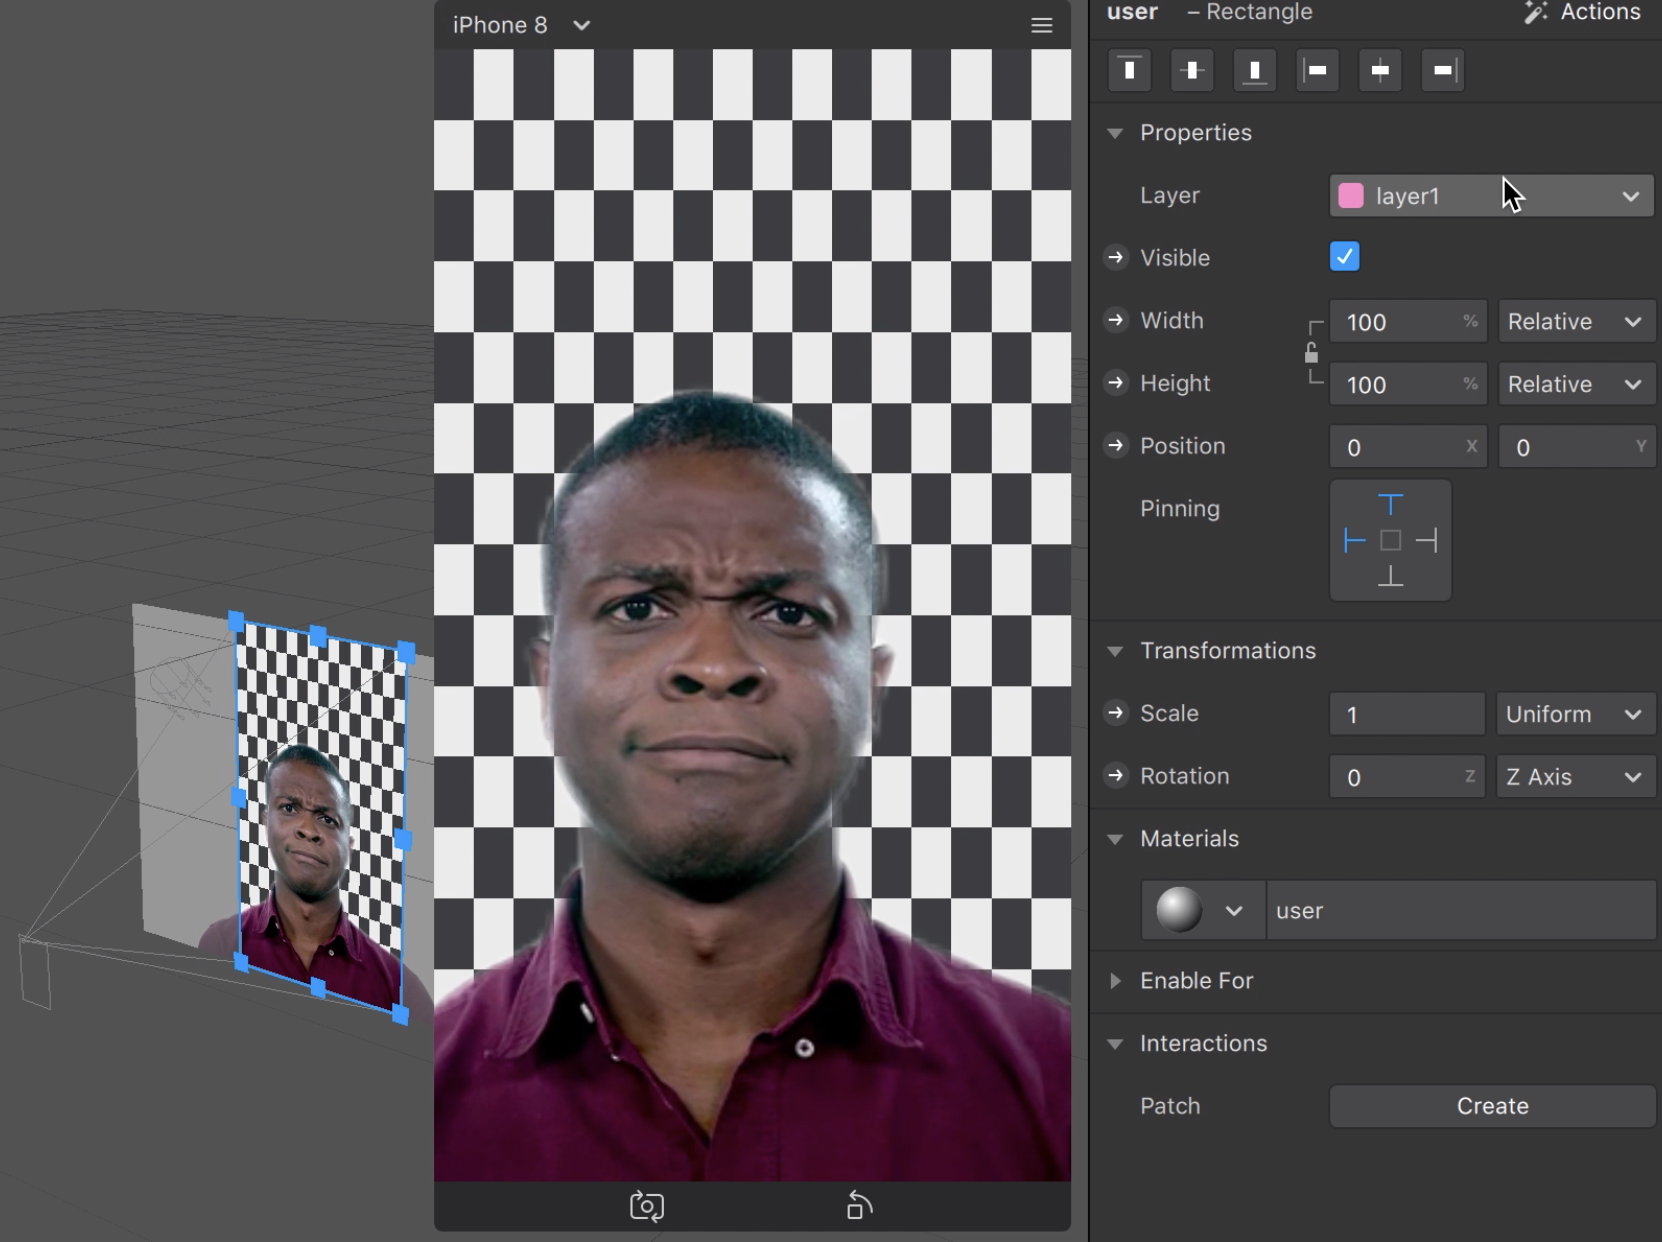 iPhone 8
user – Rectangle
Actions
Properties
Layer
layer1
Visible
Width
100 %
Relative
Height
100 %
Relative
Position
0 X
0 Y
Pinning
Transformations
Scale
1
Uniform
Rotation
0 Z
Z Axis
Materials
user
Enable For
Interactions
Patch
Create